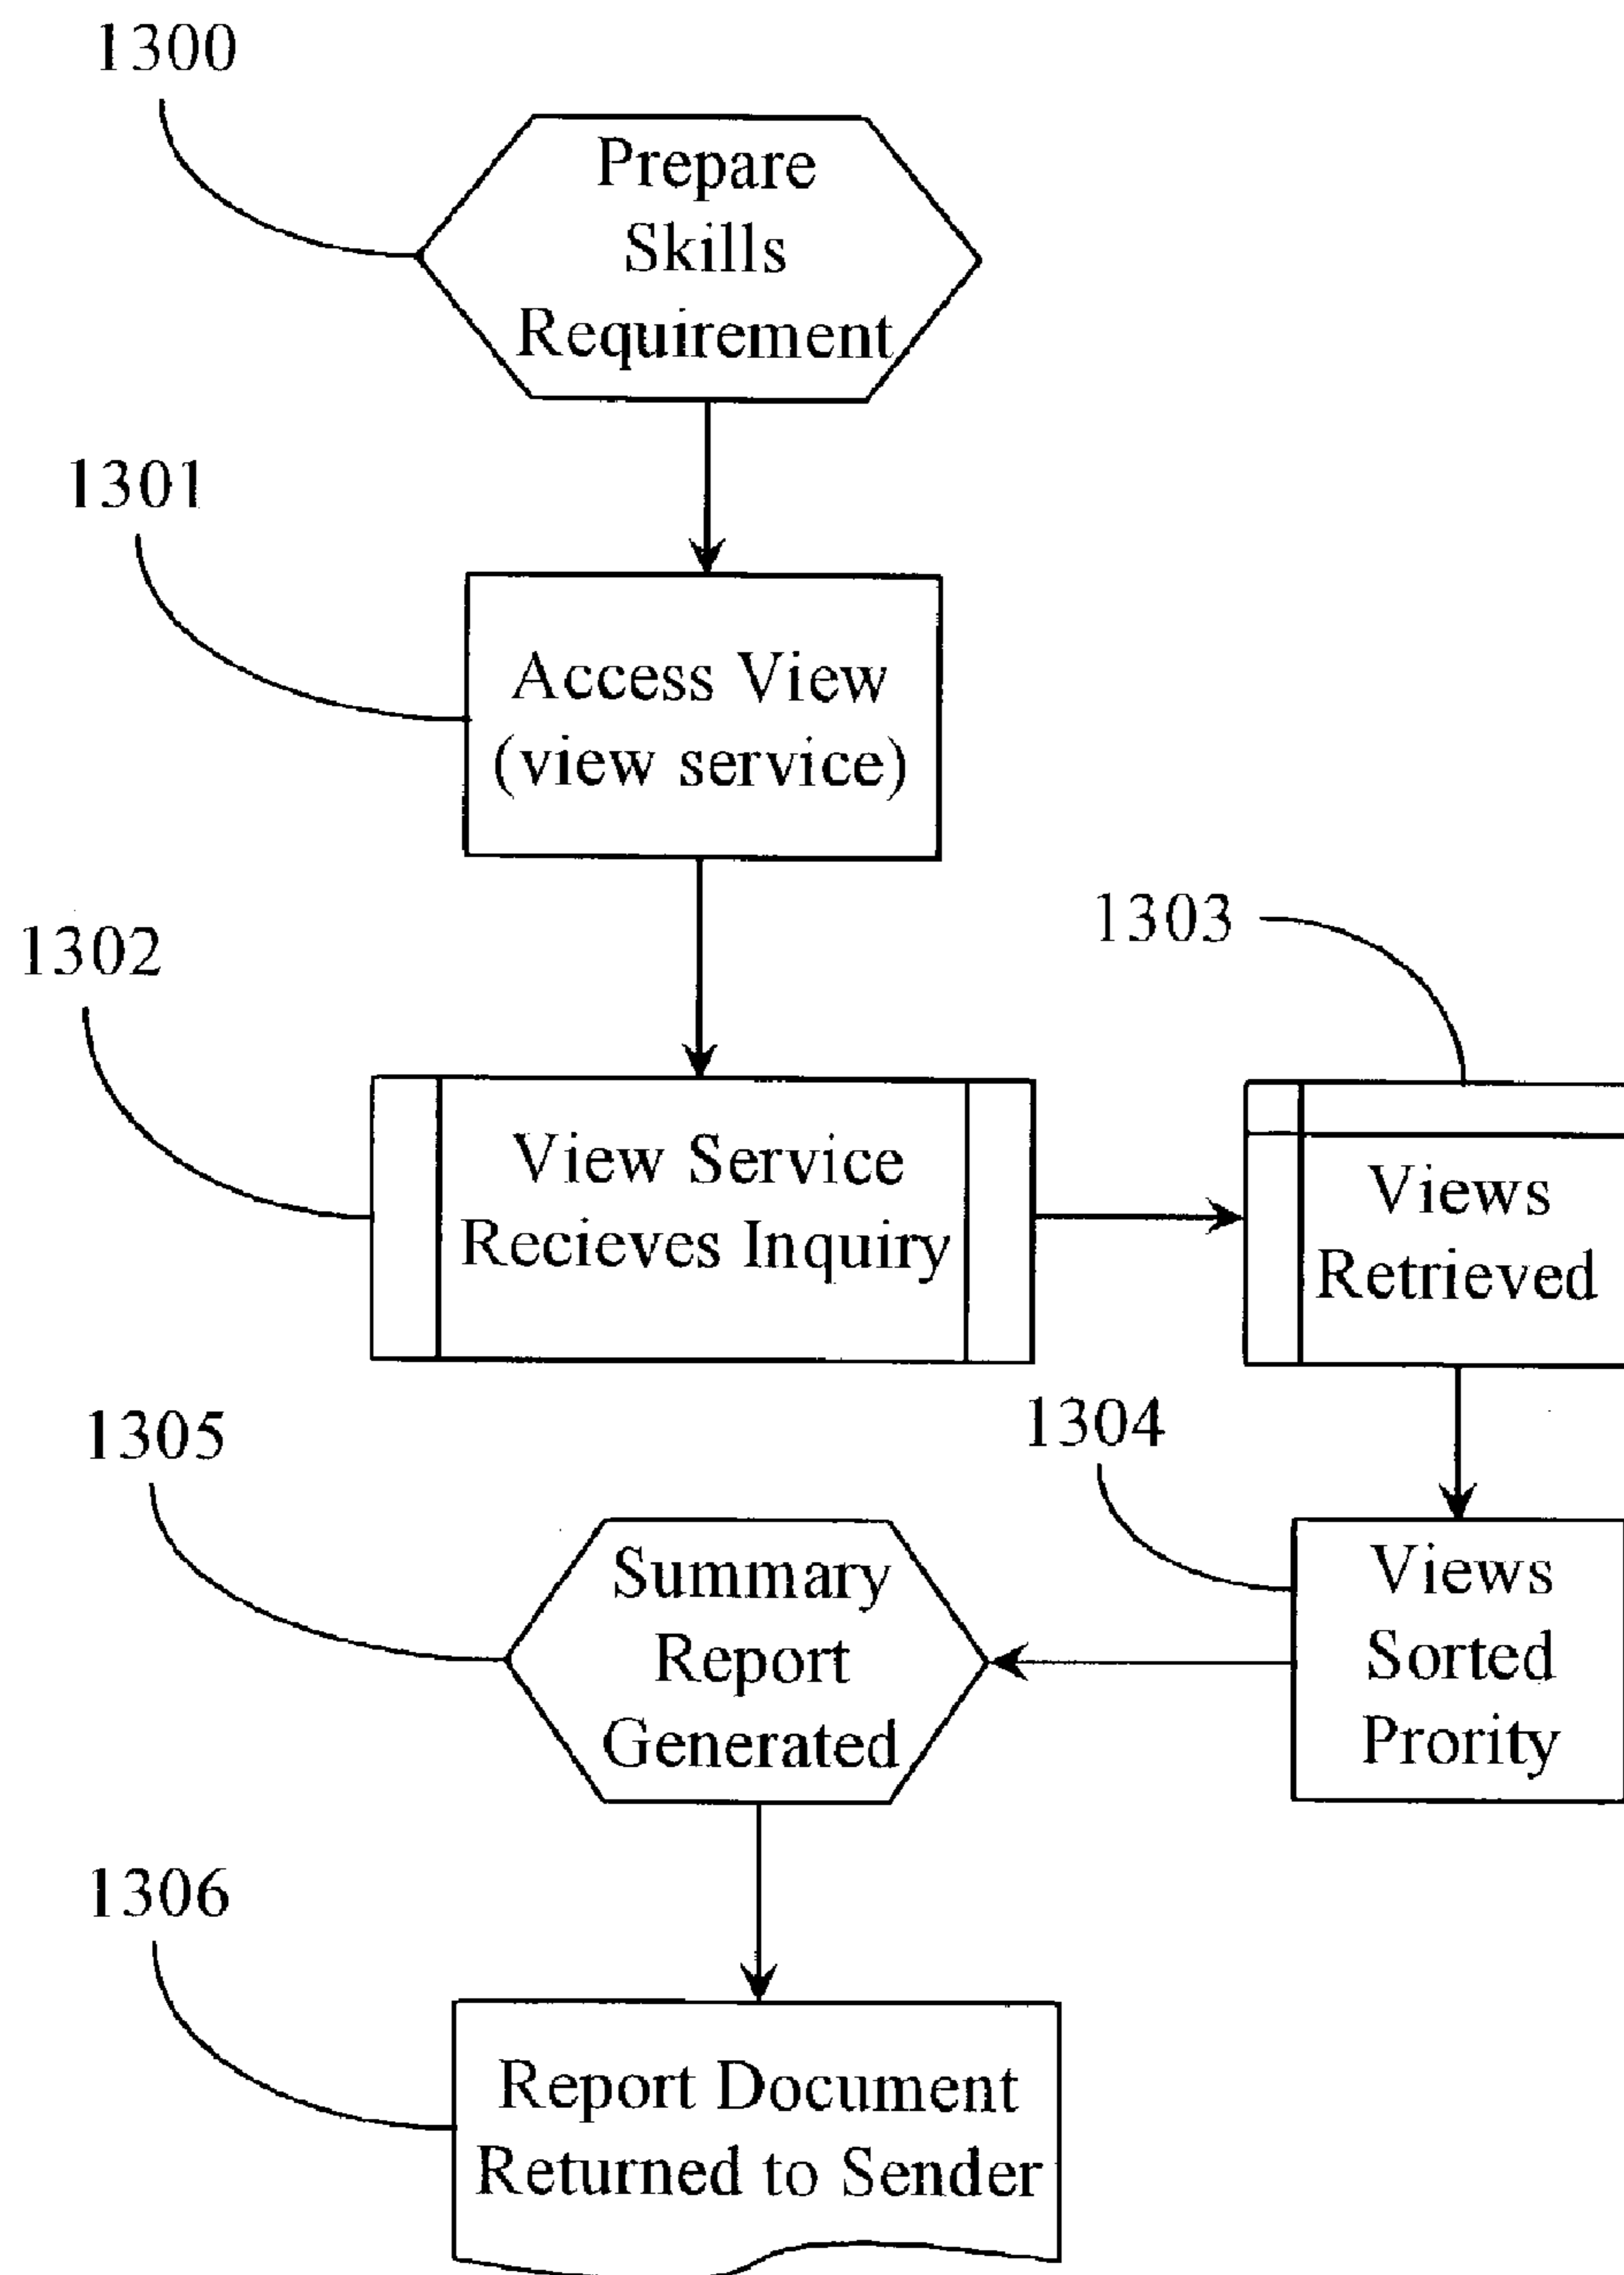 1300
Prepare
Skills
Requirement
1301
Access View
(view service)
1302
View Service
Recieves Inquiry
1303
Views
Retrieved
1304
Views
Sorted
Prority
1305
Summary
Report
Generated
1306
Report Document
Returned to Sender